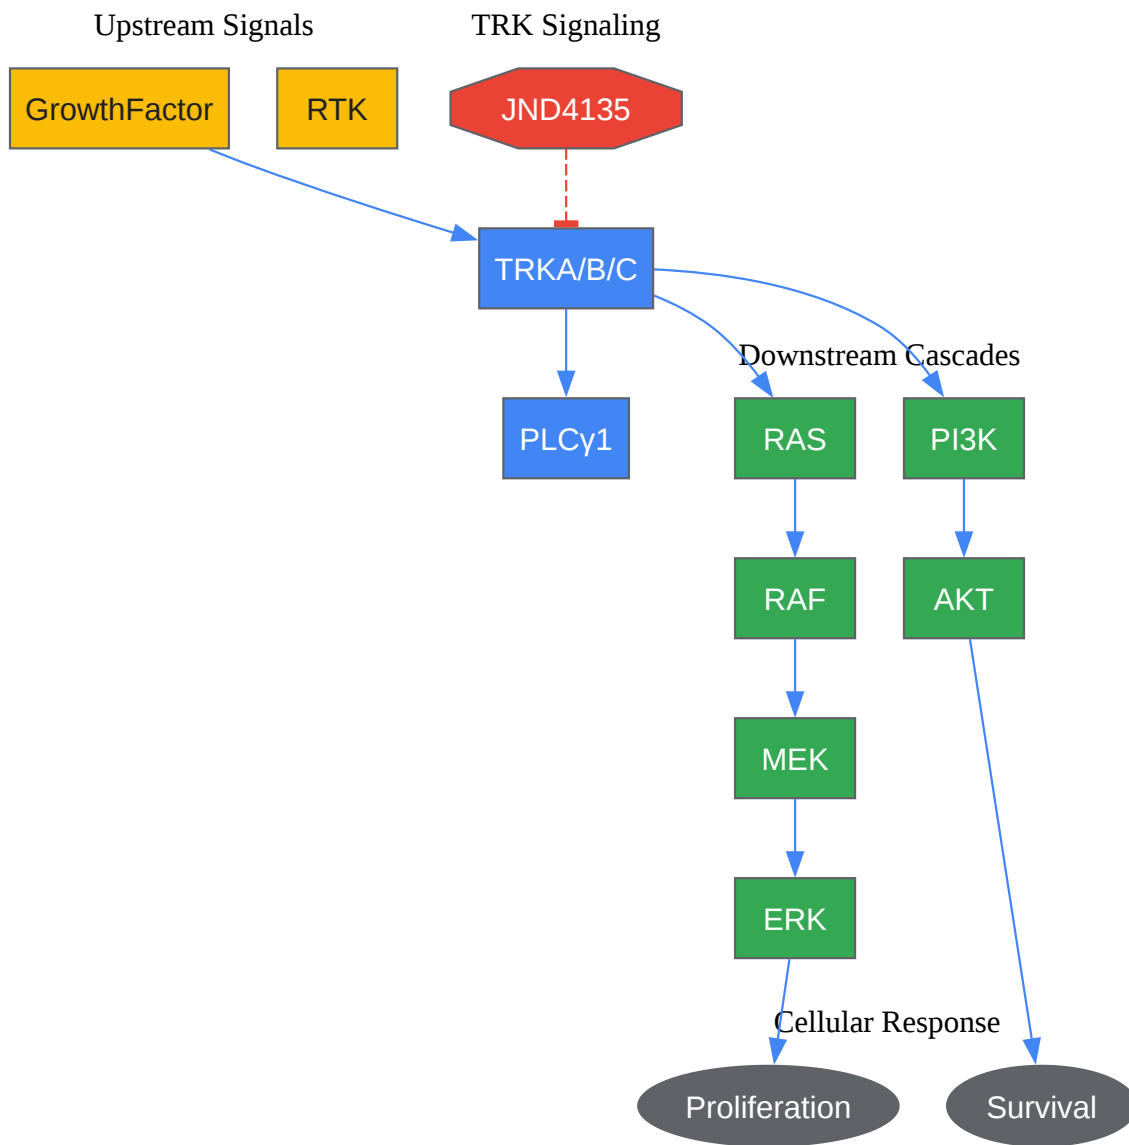 Upstream Signals
TRK Signaling
GrowthFactor
RTK
JND4135
TRKA/B/C
Downstream Cascades
PLCγ1
RAS
PI3K
RAF
AKT
MEK
ERK
Cellular Response
Proliferation
Survival